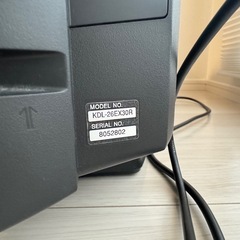 MODEL NO.
KDL-26EX30R
SERIAL NO.
8052802